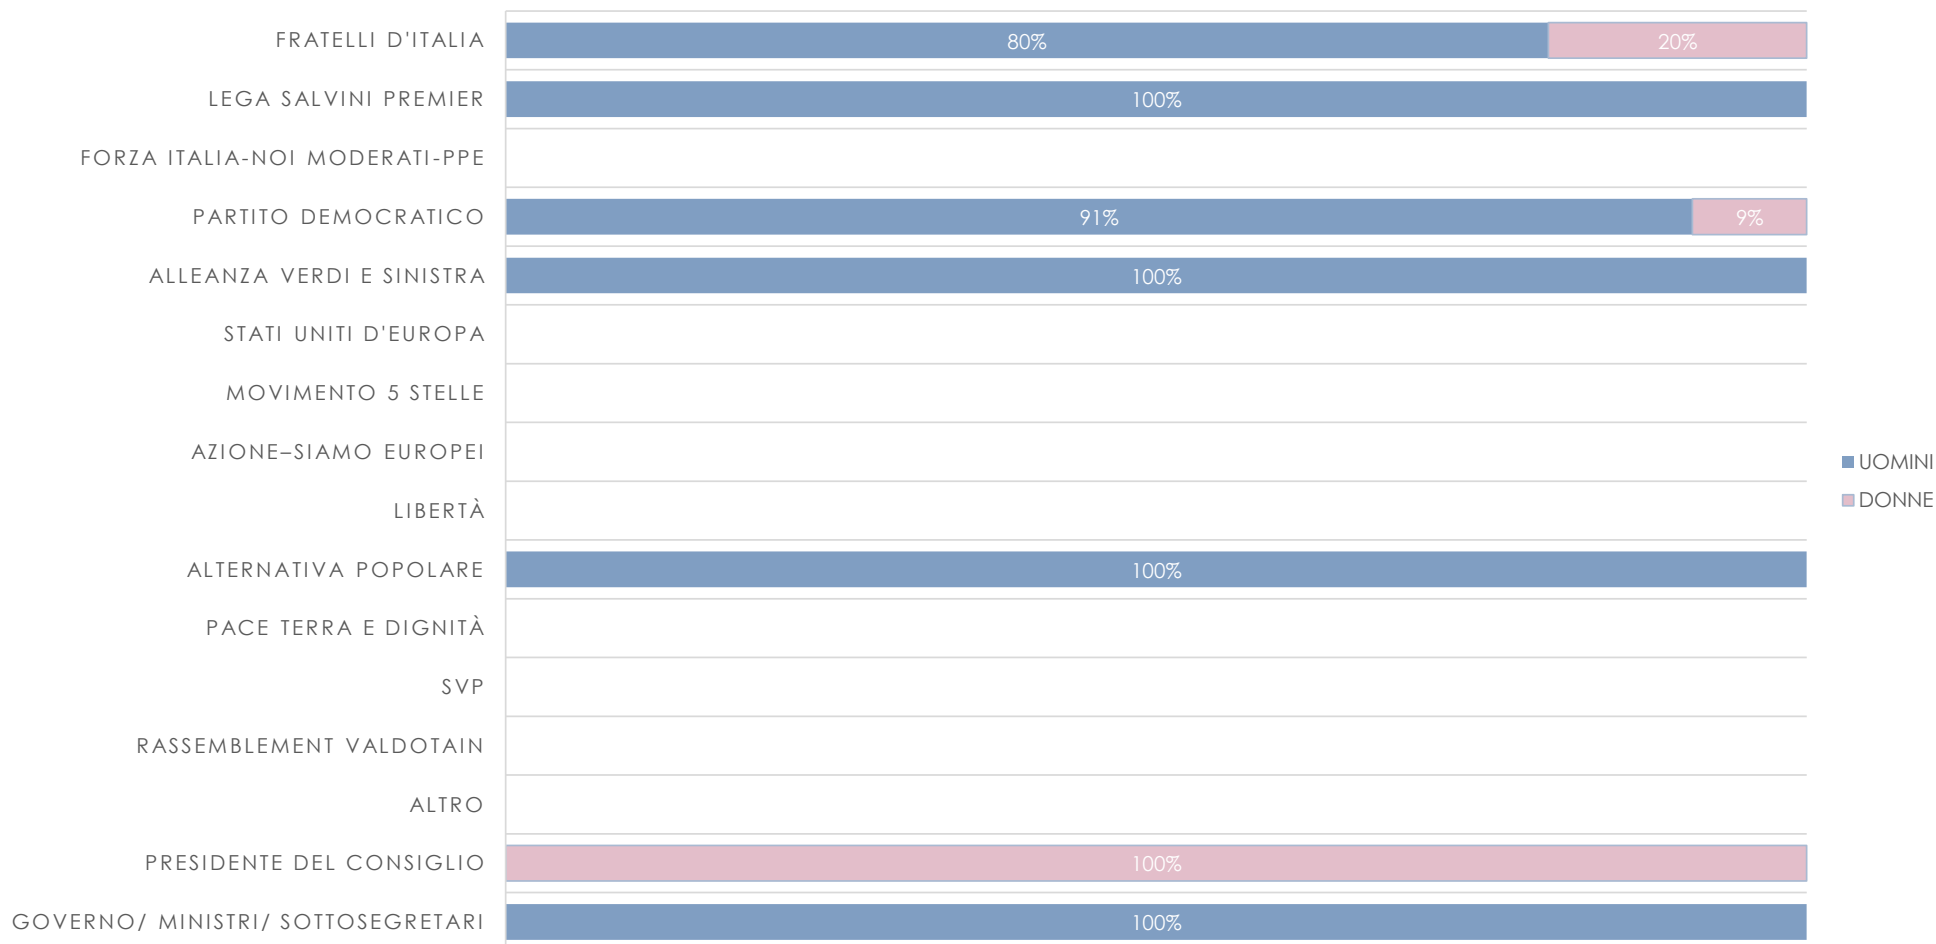 FRATELLI D'ITALIA 80% 20%
LEGA SALVINI PREMIER 100%
FORZA ITALIA-NOI MODERATI-PPE
PARTITO DEMOCRATICO 91% 9%
ALLEANZA VERDI E SINISTRA 100%
STATI UNITI D'EUROPA
MOVIMENTO 5 STELLE
AZIONE–SIAMO EUROPEI
LIBERTÀ
ALTERNATIVA POPOLARE 100%
PACE TERRA E DIGNITÀ
SVP
RASSEMBLEMENT VALDOTAIN
ALTRO
PRESIDENTE DEL CONSIGLIO 100%
GOVERNO/ MINISTRI/ SOTTOSEGRETARI 100%
UOMINI
DONNE